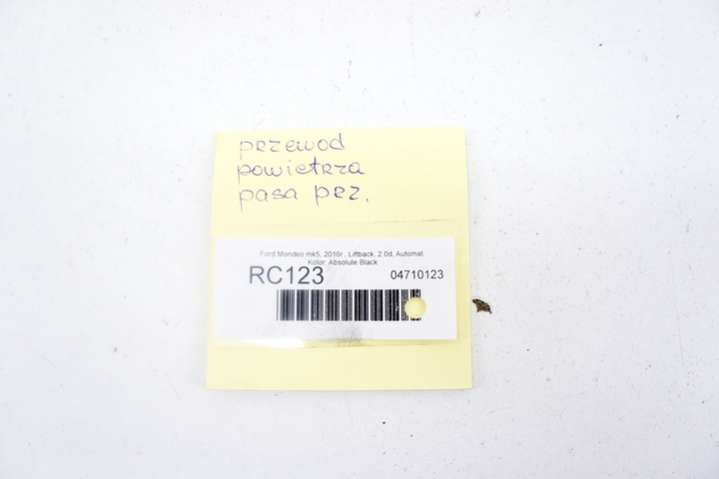 przewod
powietrza
pasa prz.
Ford Mondeo mk5, 2016r., Liftback, 2.0d, Automat.
Kolor: Absolute Black
RC123 04710123